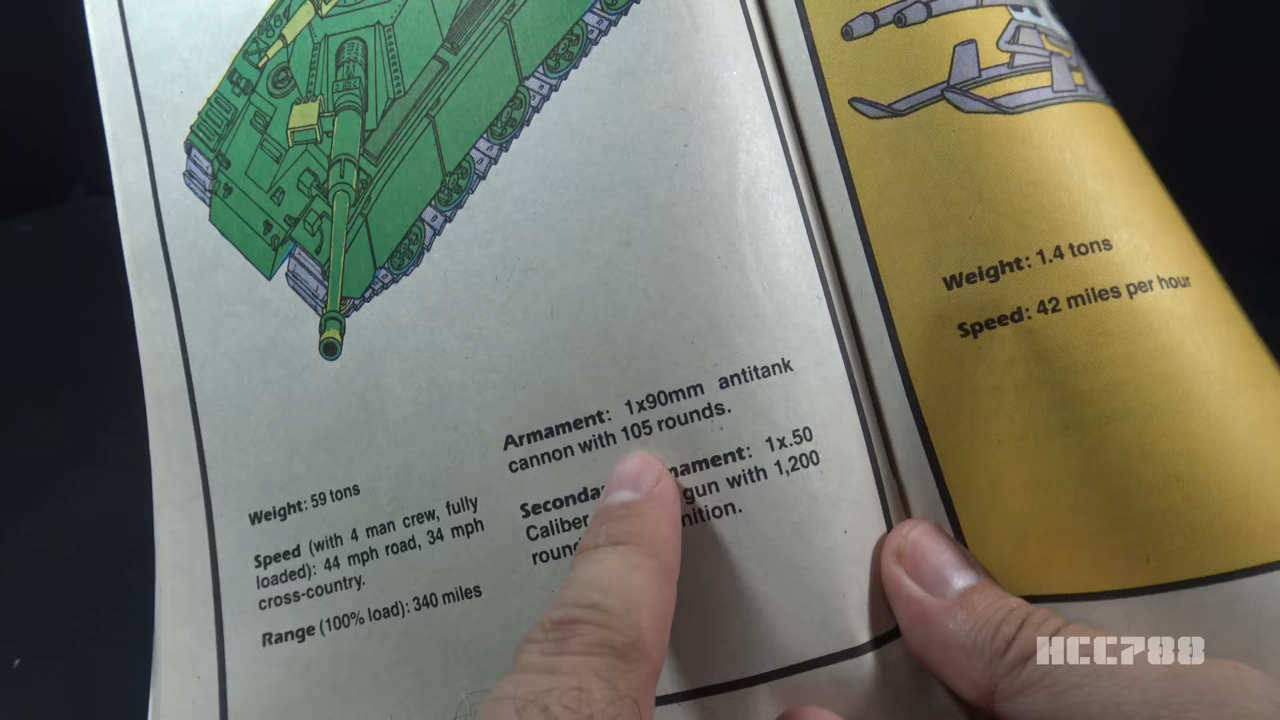 Weight: 59 tons
Speed (with 4 man crew, fully
loaded): 44 mph road, 34 mph
cross-country.
Range (100% load): 340 miles
Armament: 1x90mm antitank
cannon with 105 rounds.
1x.50
Caliber gun with 1,200
Weight: 1.4 tons
Speed: 42 miles per hour
HCC788